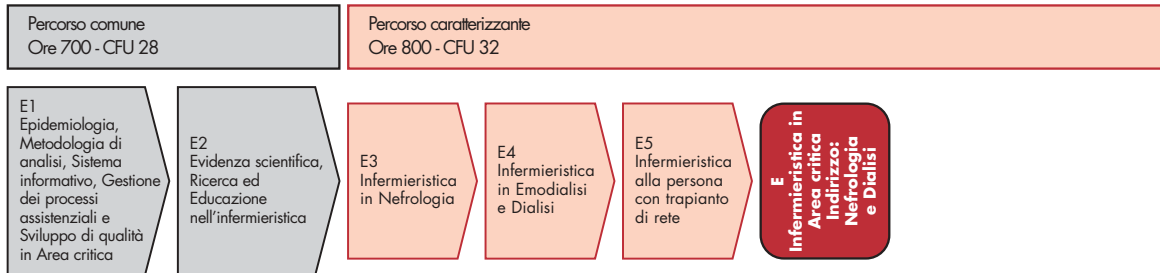 Percorso comune
Ore 700 - CFU 28
Percorso caratterizzante
Ore 800 - CFU 32
E1
Epidemiologia,
Metodologia di
analisi, Sistema
informativo, Gestione
dei processi
assistenziali e
Sviluppo di qualità
in Area critica
E2
Evidenza scientifica,
Ricerca ed
Educazione
nell'infermieristica
E3
Infermieristica
in Nefrologia
E4
Infermieristica
in Emodialisi
e Dialisi
E5
Infermieristica
alla persona
con trapianto
di rete
E
Infermieristica in
Area critica
Indirizzo:
Nefrologia
e Dialisi